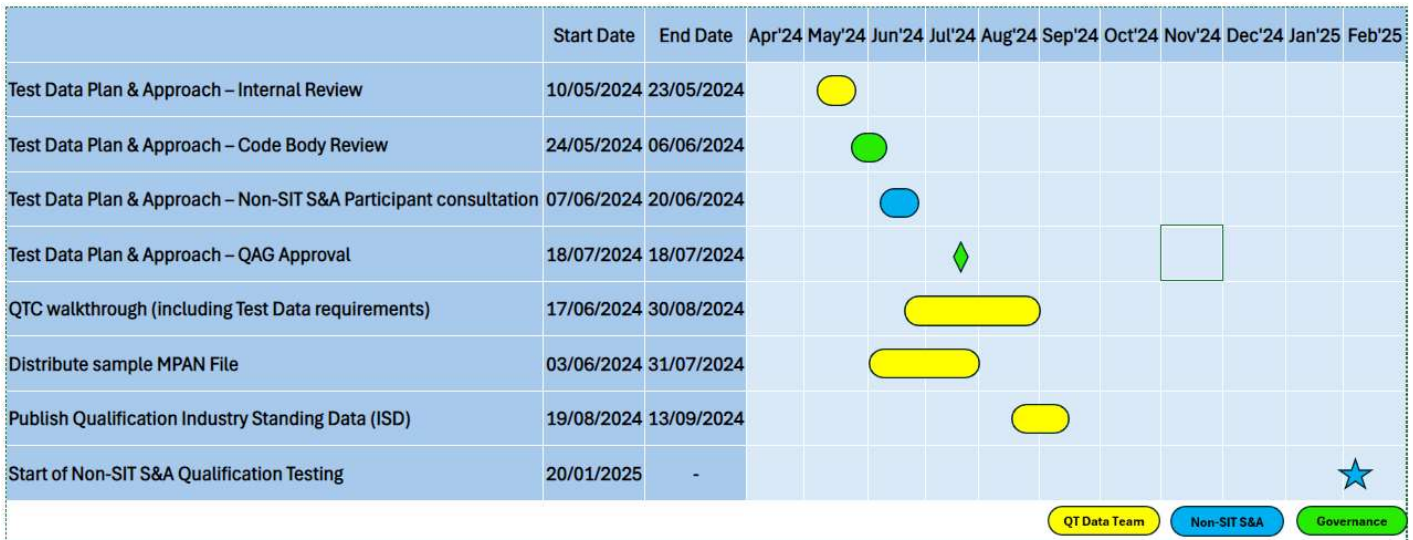 Start Date End Date Apr'24 May'24 Jun'24 Jul'24 Aug'24 Sep'24 Oct'24 Nov'24 Dec'24 Jan'25 Feb'25
Test Data Plan & Approach – Internal Review 10/05/2024 23/05/2024
Test Data Plan & Approach – Code Body Review 24/05/2024 06/06/2024
Test Data Plan & Approach – Non-SIT S&A Participant consultation 07/06/2024 20/06/2024
Test Data Plan & Approach – QAG Approval 18/07/2024 18/07/2024
QTC walkthrough (including Test Data requirements) 17/06/2024 30/08/2024
Distribute sample MPAN File 03/06/2024 31/07/2024
Publish Qualification Industry Standing Data (ISD) 19/08/2024 13/09/2024
Start of Non-SIT S&A Qualification Testing 20/01/2025 -
QT Data Team Non-SIT S&A Governance